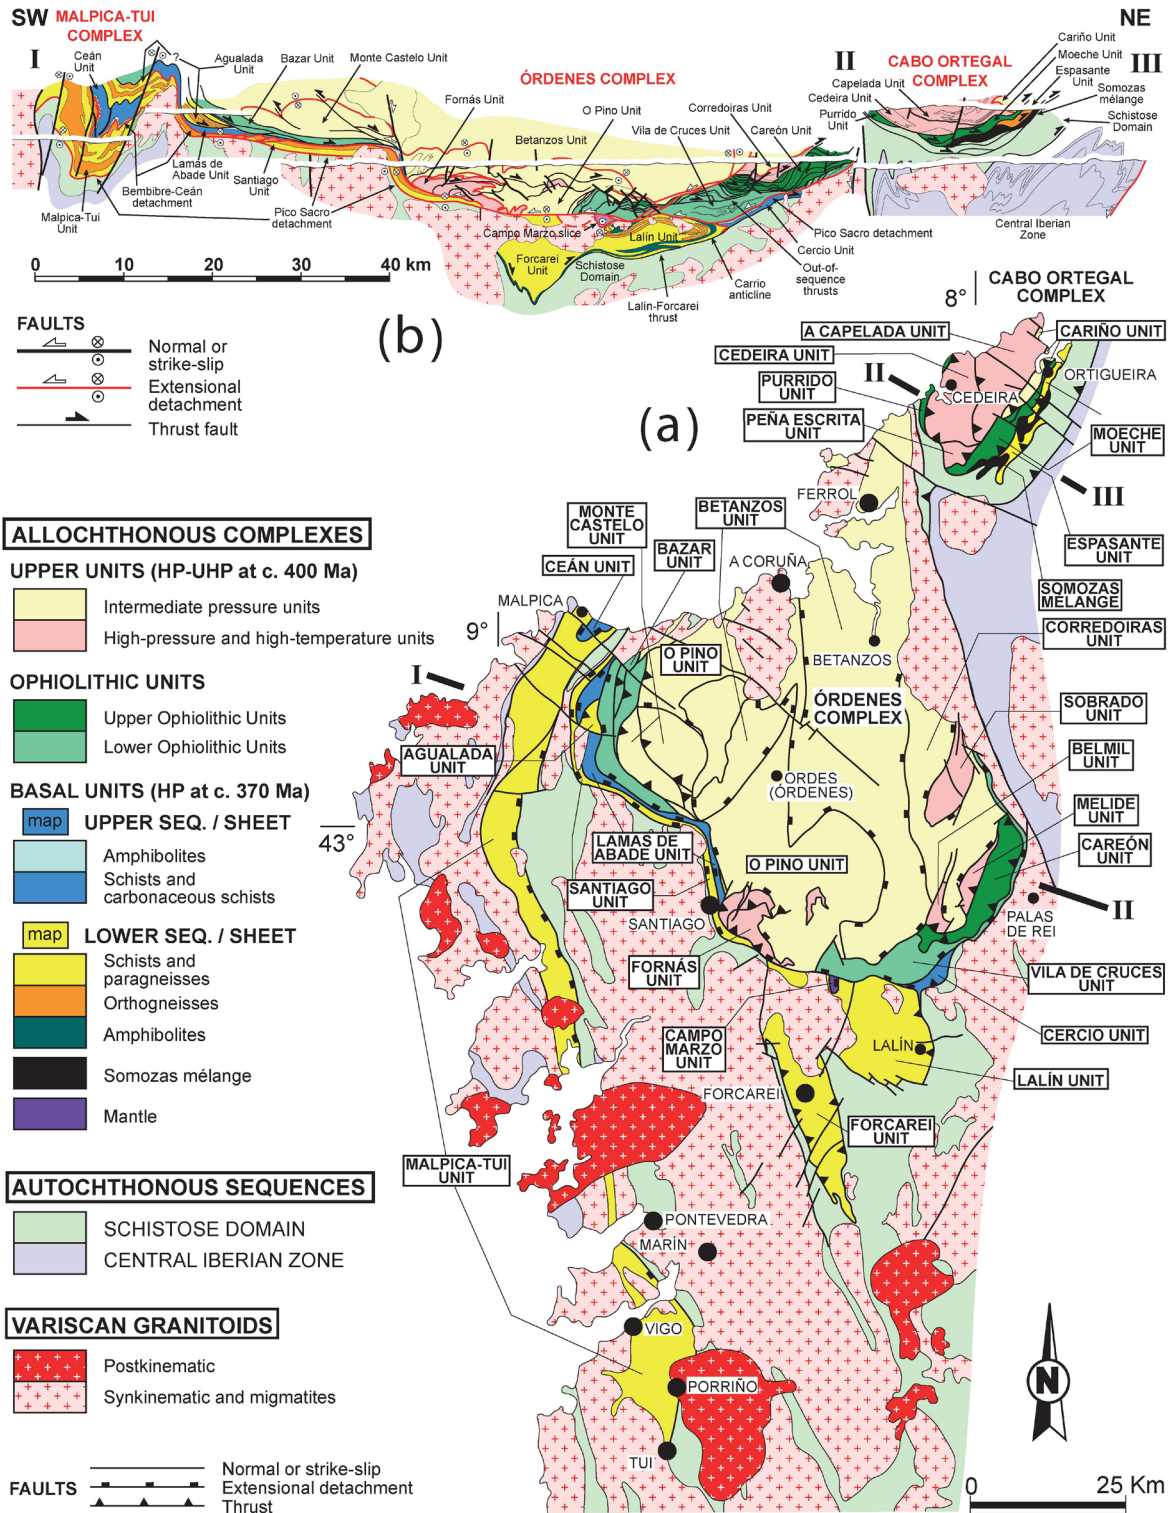 SW
MALPICA-TUI
COMPLEX
I
Ceán
Unit
?
Agualada
Unit
Bazar Unit
Monte Castelo Unit
Fornás Unit
ÓRDENES COMPLEX
O Pino Unit
Betanzos Unit
Corredoiras Unit
Vila de Cruces Unit
Careón Unit
II
CABO ORTEGAL
COMPLEX
NE
III
Capelada Unit
Cedeira Unit
Purrido
Unit
Cariño Unit
Moeche Unit
Espasante
Unit
Somozas
mélange
Schistose
Domain
Lamas de
Abade Unit
Santiago
Unit
Bembibre-Ceán
detachment
Malpica-Tui
Unit
Pico Sacro
detachment
Campo Marzo slice
Lalín Unit
Forcarei
Unit
Schistose
Domain
Lalín-Forcarei
thrust
Carrio
anticline
Out-of-
sequence
thrusts
Cercio Unit
Pico Sacro detachment
Central Iberian
Zone
0
10
20
30
40 km
(b)
FAULTS
Normal or
strike-slip
Extensional
detachment
Thrust fault
(a)
8°
CABO ORTEGAL
COMPLEX
A CAPELADA UNIT
CARIÑO UNIT
CEDEIRA UNIT
ORTIGUEIRA
II
PURRIDO
UNIT
CEDEIRA
PEÑA ESCRITA
UNIT
MOECHE
UNIT
III
FERROL
ESPASANTE
UNIT
SOMOZAS
MÉLANGE
MONTE
CASTELO
UNIT
BETANZOS
UNIT
BAZAR
UNIT
CEÁN UNIT
A CORUÑA
MALPICA
9°
CORREDOIRAS
UNIT
O PINO
UNIT
BETANZOS
I
ÓRDENES
COMPLEX
SOBRADO
UNIT
AGUALADA
UNIT
BELMIL
UNIT
ORDES
(ÓRDENES)
MELIDE
UNIT
43°
LAMAS DE
ABADE UNIT
CAREÓN
UNIT
O PINO UNIT
SANTIAGO
UNIT
II
SANTIAGO
PALAS
DE REI
FORNÁS
UNIT
VILA DE CRUCES
UNIT
CAMPO
MARZO
UNIT
CERCIO UNIT
LALÍN
LALÍN UNIT
FORCAREI
FORCAREI
UNIT
MALPICA-TUI
UNIT
PONTEVEDRA
MARÍN
VIGO
PORRIÑO
TUI
N
0
25 Km
ALLOCHTHONOUS COMPLEXES
UPPER UNITS (HP-UHP at c. 400 Ma)
Intermediate pressure units
High-pressure and high-temperature units
OPHIOLITHIC UNITS
Upper Ophiolithic Units
Lower Ophiolithic Units
BASAL UNITS (HP at c. 370 Ma)
map UPPER SEQ. / SHEET
Amphibolites
Schists and
carbonaceous schists
map LOWER SEQ. / SHEET
Schists and
paragneisses
Orthogneisses
Amphibolites
Somozas mélange
Mantle
AUTOCHTHONOUS SEQUENCES
SCHISTOSE DOMAIN
CENTRAL IBERIAN ZONE
VARISCAN GRANITOIDS
Postkinematic
Synkinematic and migmatites
FAULTS
Normal or strike-slip
Extensional detachment
Thrust